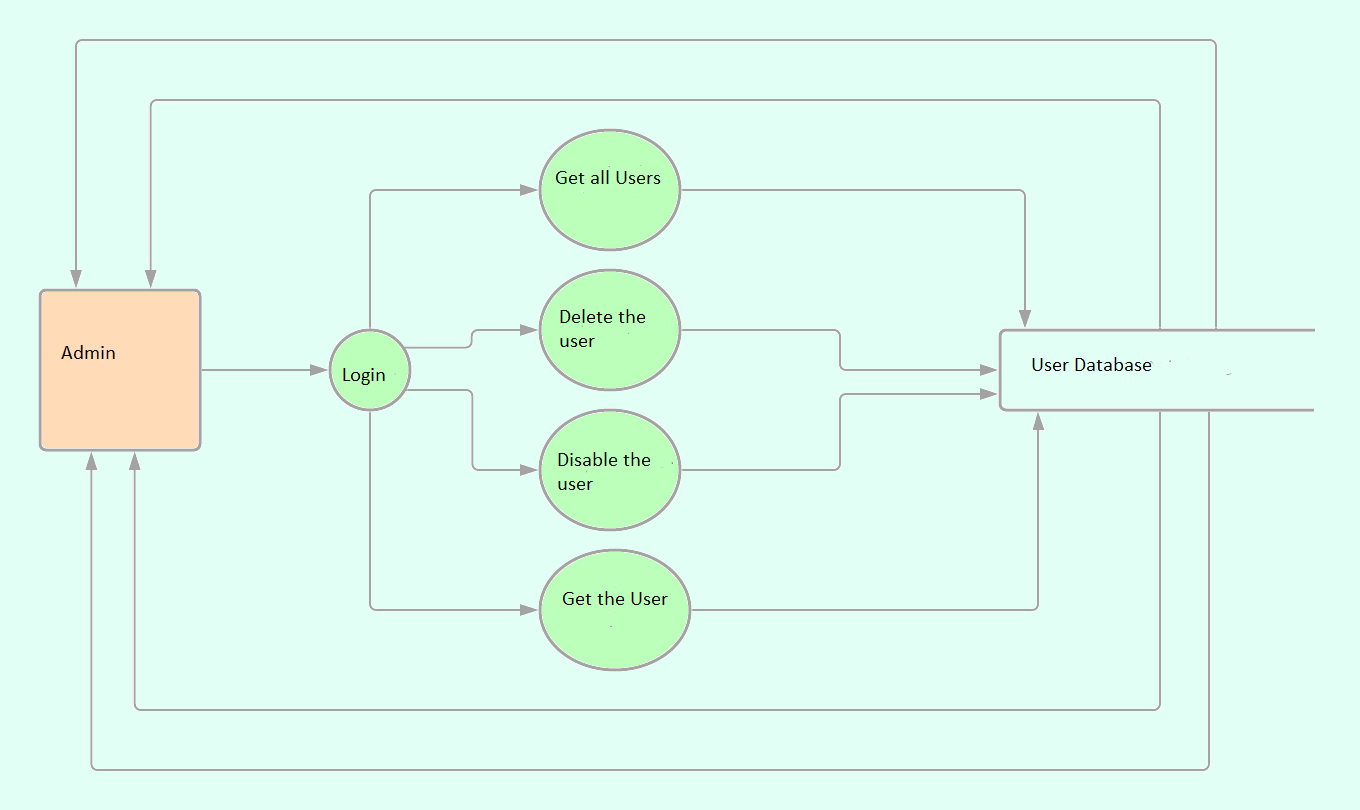 Get all Users
Delete the
user
Admin
Login
User Database
Disable the
user
Get the User